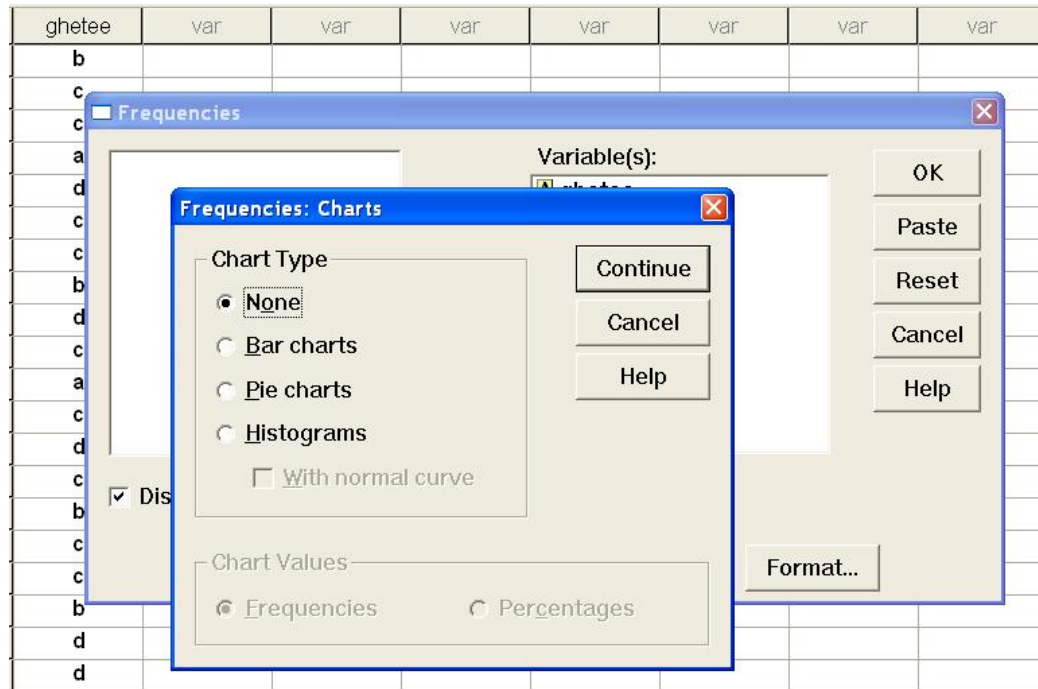 ghetee var var var var var var var
b
c
c
a
d
c
c
b
d
c
a
c
d
c
b
c
c
b
d
d
Frequencies
Variable(s):
ghetee
OK
Paste
Reset
Cancel
Help
Dis
Format...
Frequencies: Charts
Chart Type
None
Bar charts
Pie charts
Histograms
With normal curve
Continue
Cancel
Help
Chart Values
Frequencies Percentages